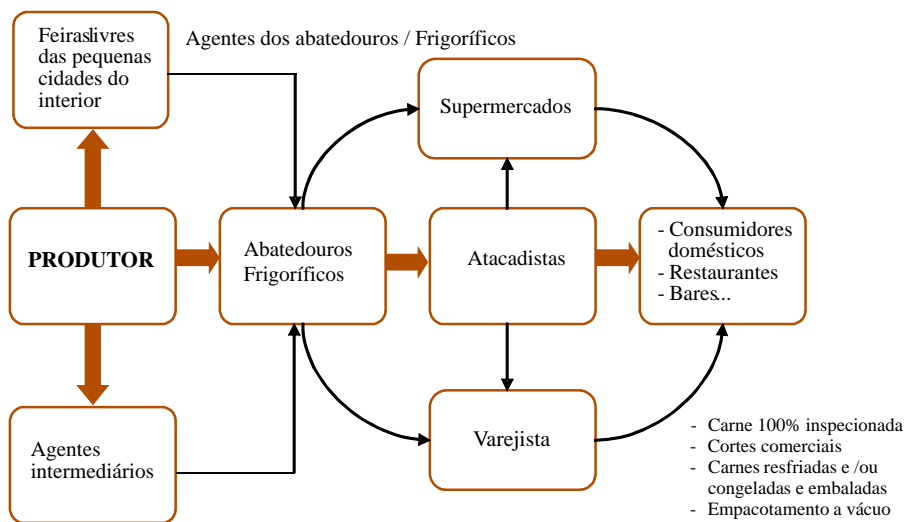 Feiraslivres
das pequenas
cidades do
interior
Agentes dos abatedouros / Frigoríficos
Supermercados
PRODUTOR
Abatedouros
Frigoríficos
Atacadistas
- Consumidores
domésticos
- Restaurantes
- Bares...
Agentes
intermediários
Varejista
- Carne 100% inspecionada
- Cortes comerciais
- Carnes resfriadas e /ou
congeladas e embaladas
- Empacotamento a vácuo